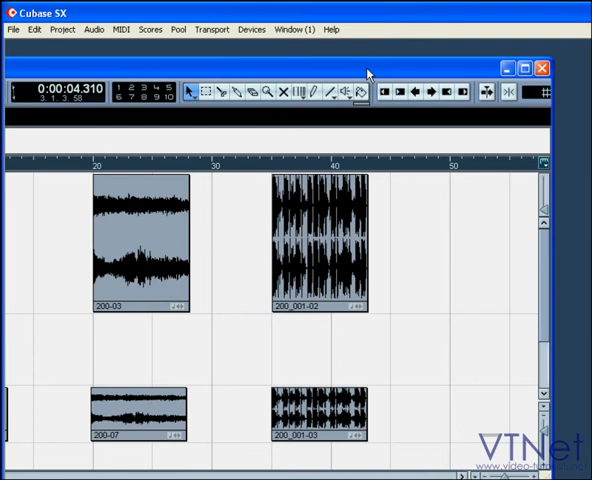 Cubase SX
File Edit Project Audio MIDI Scores Pool Transport Devices Window (1) Help
0:00:04.310
3. 1. 3. 58
1 2 3 4 5
6 7 8 9 10
20 30 40 50
200-03
200_001-02
200-07
200_001-03
VTNet